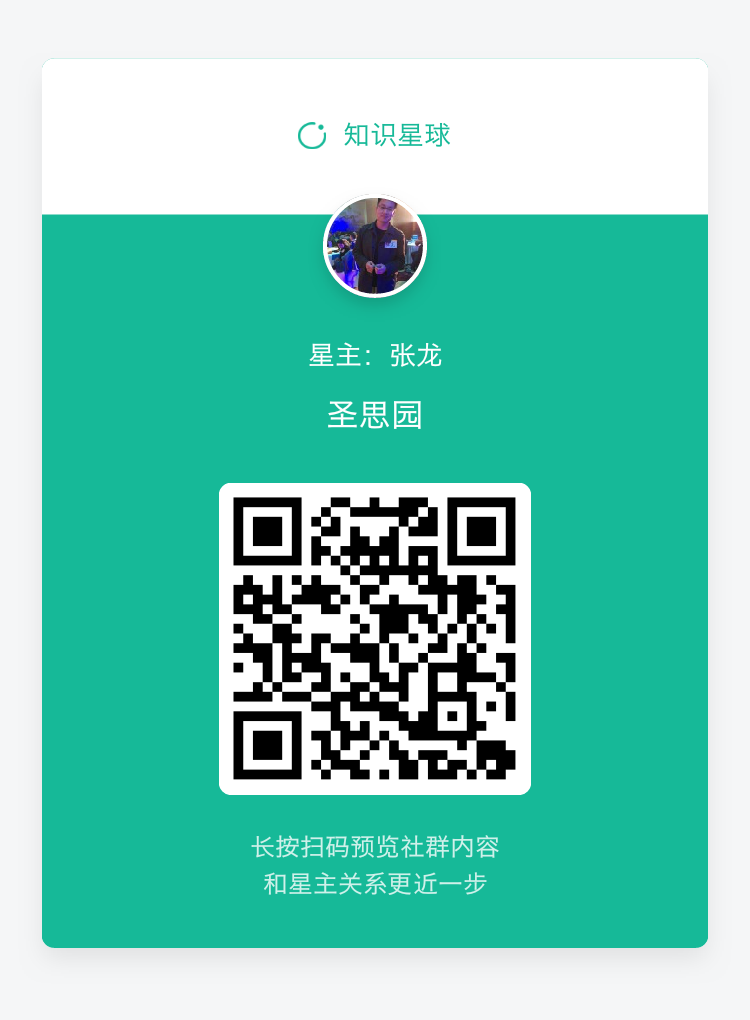 知识星球
星主：张龙
圣思园
长按扫码预览社群内容
和星主关系更近一步